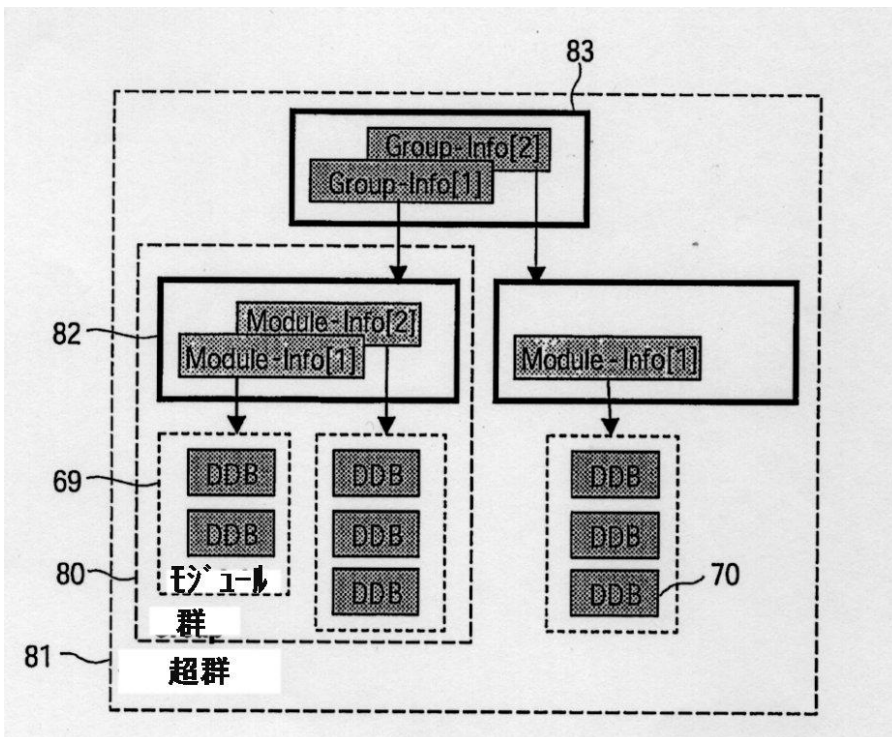 83
Group-Info[2]
Group-Info[1]
82
Module-Info[2]
Module-Info[1]
Module-Info[1]
69
DDB
DDB
DDB
DDB
DDB
DDB
DDB
DDB
70
ﾓｼﾞｭｰﾙ
80
群
81
超群